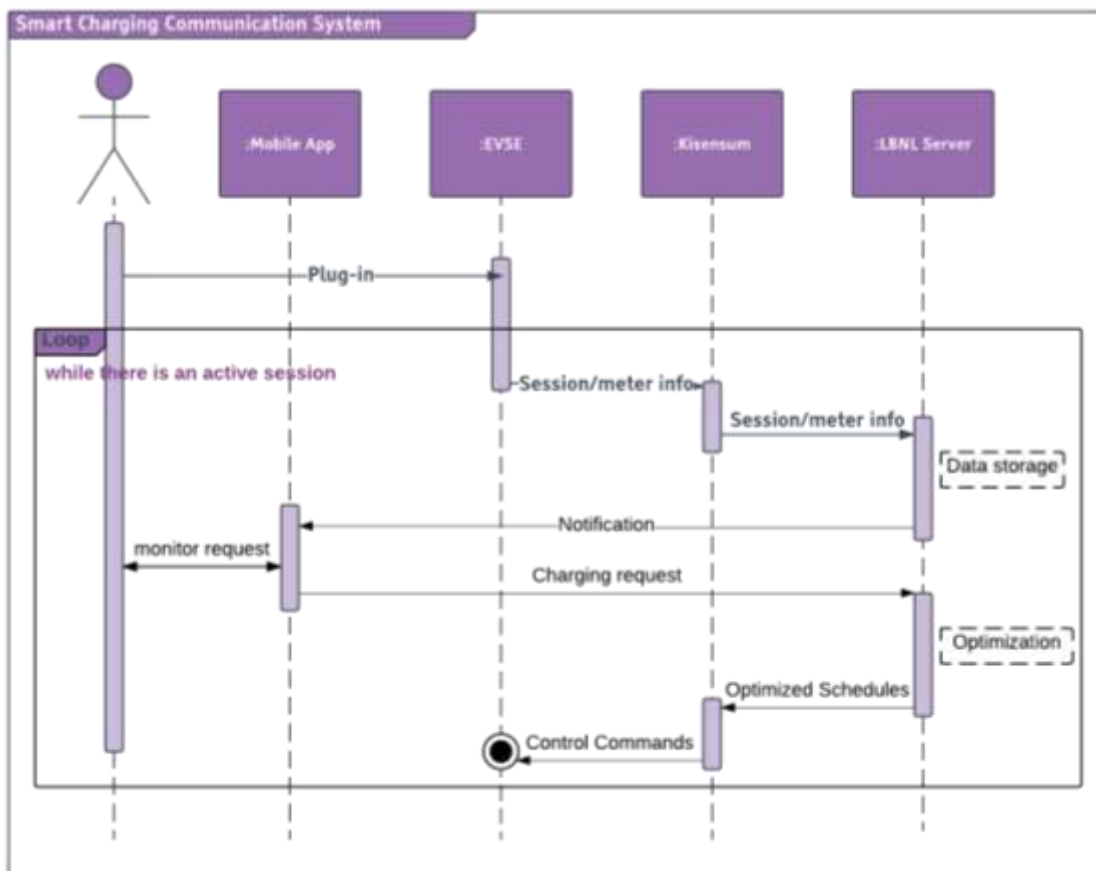 Smart Charging Communication System
:Mobile App
:EVSE
:Kisensum
:LBNL Server
Plug-in
Loop
while there is an active session
Session/meter info
Session/meter info
Data storage
Notification
monitor request
Charging request
Optimization
Optimized Schedules
Control Commands